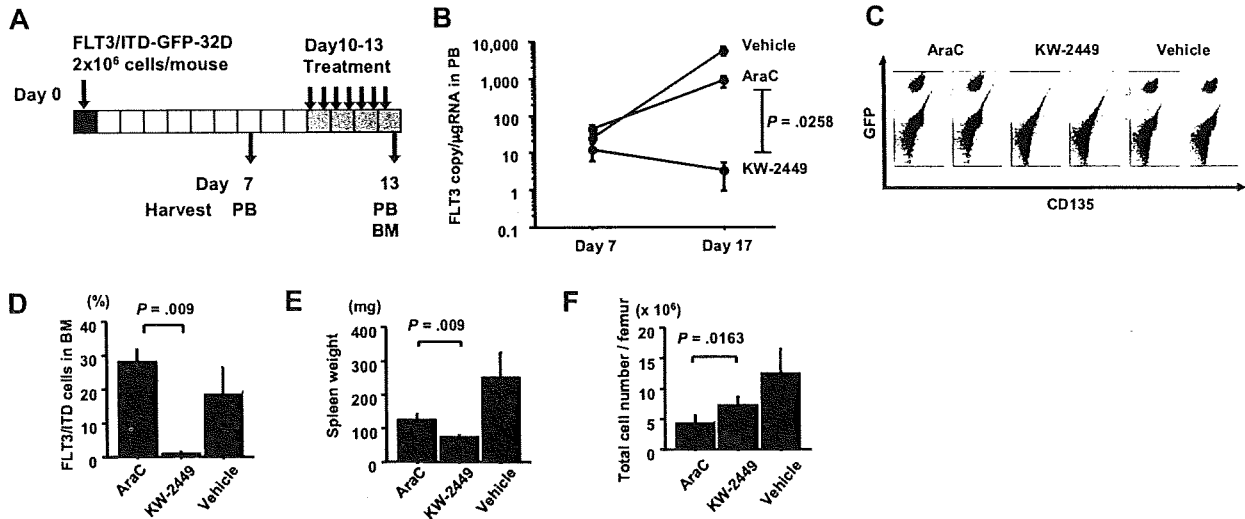 A
FLT3/ITD-GFP-32D
2x10⁶ cells/mouse
Day10-13
Treatment
Day 0
Day 7
13
Harvest PB
PB
BM
B
FLT3 copy/μgRNA in PB
10,000
1,000
100
10
1
0.1
Vehicle
AraC
P = .0258
KW-2449
Day 7
Day 17
C
AraC
KW-2449
Vehicle
GFP
CD135
D
(%)
P = .009
FLT3/ITD cells in BM
40
30
20
10
0
AraC
KW-2449
Vehicle
E
(mg)
P = .009
Spleen weight
400
300
200
100
0
AraC
KW-2449
Vehicle
F
(x 10⁶)
P = .0163
Total cell number / femur
20
15
10
5
0
AraC
KW-2449
Vehicle